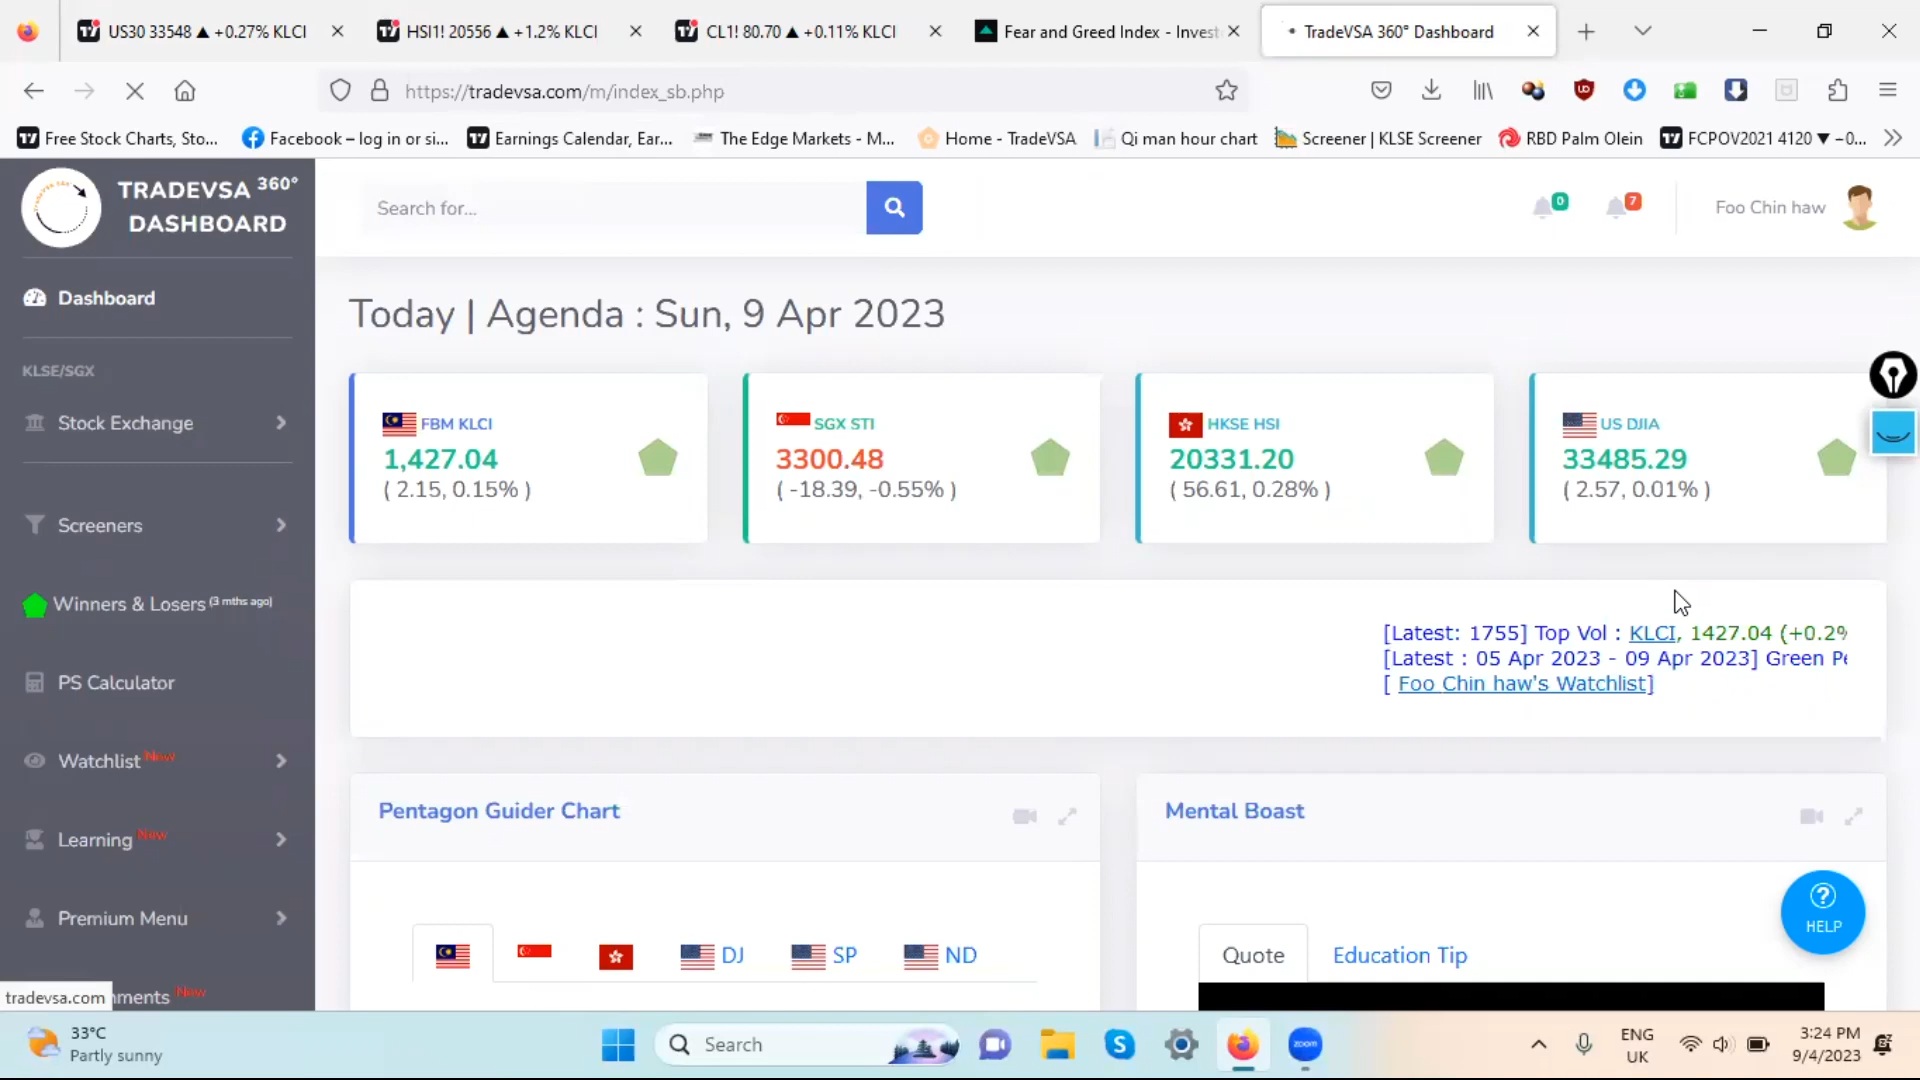 US30 33548 ▲ +0.27% KLCI
HSI1! 20556 ▲ +1.2% KLCI
CL1! 80.70 ▲ +0.11% KLCI
Fear and Greed Index - Invest
TradeVSA 360° Dashboard
https://tradevsa.com/m/index_sb.php
Free Stock Charts, Sto...
Facebook – log in or si...
Earnings Calendar, Ear...
The Edge Markets - M...
Home - TradeVSA
Qi man hour chart
Screener | KLSE Screener
RBD Palm Olein
FCPOV2021 4120 ▼ −0...
TRADEVSA 360°
DASHBOARD
Search for...
0
7
Foo Chin haw
Dashboard
Today | Agenda : Sun, 9 Apr 2023
KLSE/SGX
Stock Exchange
Screeners
Winners & Losers (3 mths ago)
PS Calculator
Watchlist New
Learning New
Premium Menu
nments New
tradevsa.com
FBM KLCI
1,427.04
( 2.15, 0.15% )
SGX STI
3300.48
( -18.39, -0.55% )
HKSE HSI
20331.20
( 56.61, 0.28% )
US DJIA
33485.29
( 2.57, 0.01% )
[Latest: 1755] Top Vol : KLCI, 1427.04 (+0.2%
[Latest : 05 Apr 2023 - 09 Apr 2023] Green Pe
[ Foo Chin haw's Watchlist]
Pentagon Guider Chart
DJ
SP
ND
Mental Boast
Quote
Education Tip
HELP
33°C
Partly sunny
Search
zoom
ENG
UK
3:24 PM
9/4/2023